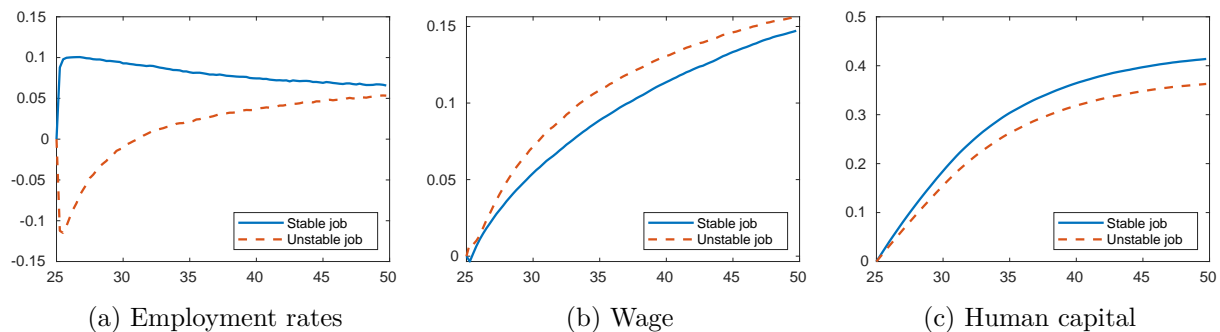 0.15
0.1
0.05
0
-0.05
-0.1
-0.15
25 30 35 40 45 50
Stable job
Unstable job
(a) Employment rates
0.15
0.1
0.05
0
25 30 35 40 45 50
Stable job
Unstable job
(b) Wage
0.5
0.4
0.3
0.2
0.1
0
25 30 35 40 45 50
Stable job
Unstable job
(c) Human capital